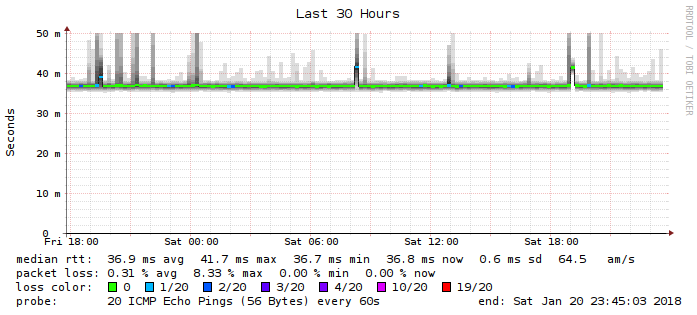 Last 30 Hours
RRDTOOL / TOBI OETIKER
Seconds
50 m
40 m
30 m
20 m
10 m
0
Fri 18:00 Sat 00:00 Sat 06:00 Sat 12:00 Sat 18:00
median rtt: 36.9 ms avg 41.7 ms max 36.7 ms min 36.8 ms now 0.6 ms sd 64.5 am/s
packet loss: 0.31 % avg 8.33 % max 0.00 % min 0.00 % now
loss color: 0 1/20 2/20 3/20 4/20 10/20 19/20
probe: 20 ICMP Echo Pings (56 Bytes) every 60s end: Sat Jan 20 23:45:03 2018